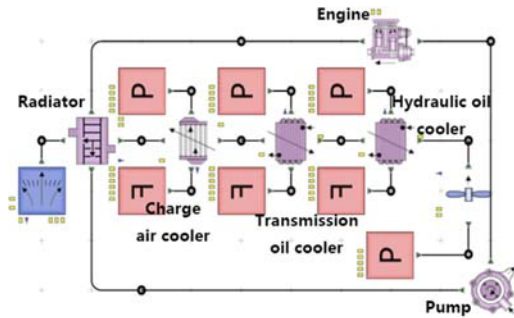 Engine
P
P
P
Radiator
Hydraulic oil
cooler
F
F
F
Charge
air cooler
Transmission
oil cooler
P
Pump